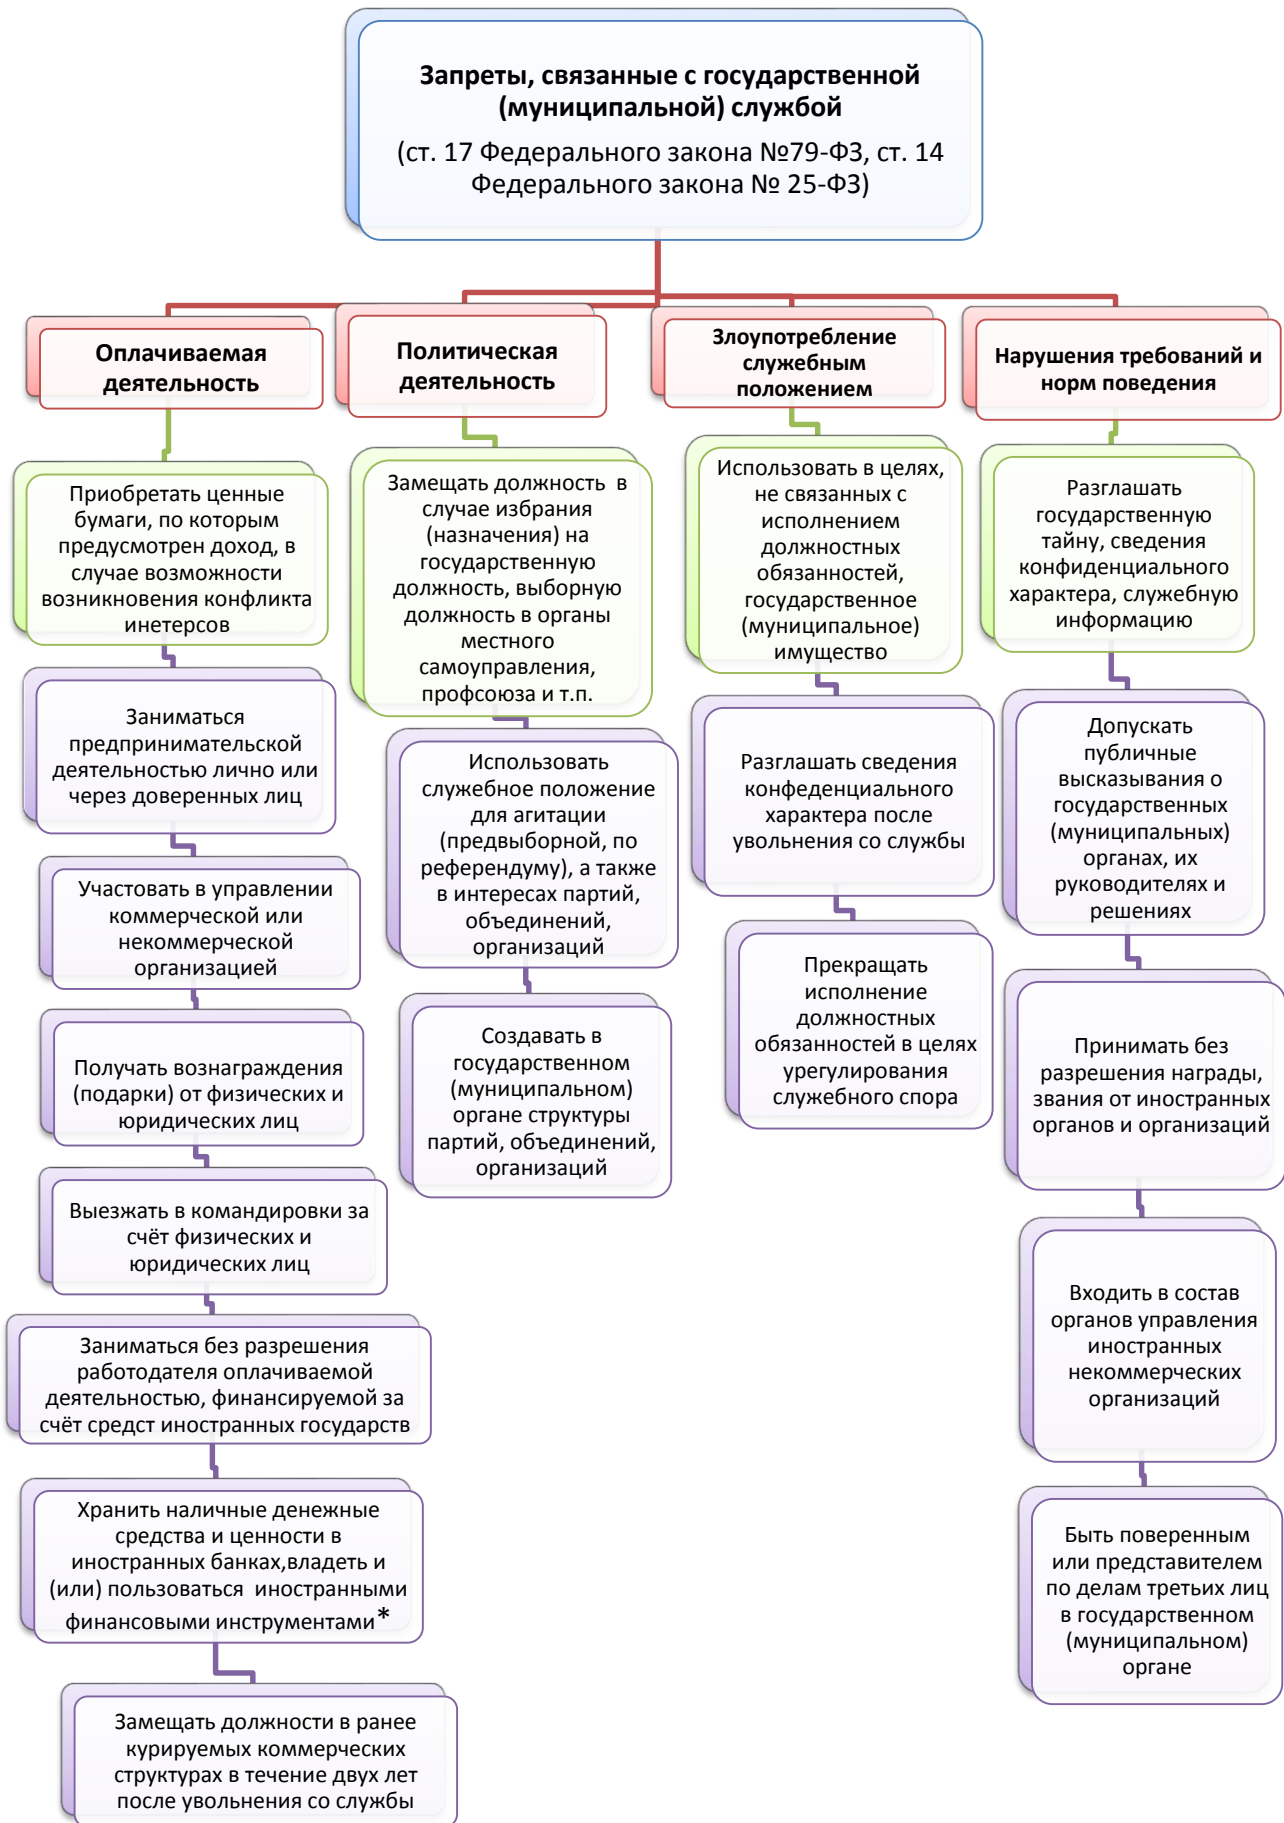 Запреты, связанные с государственной
(муниципальной) службой
(ст. 17 Федерального закона №79-ФЗ, ст. 14
Федерального закона № 25-ФЗ)
Оплачиваемая
деятельность
Приобретать ценные
бумаги, по которым
предусмотрен доход, в
случае возможности
возникновения конфликта
инетерсов
Заниматься
предпринимательской
деятельностью лично или
через доверенных лиц
Участовать в управлении
коммерческой или
некоммерческой
организацией
Получать вознаграждения
(подарки) от физических и
юридических лиц
Выезжать в командировки за
счёт физических и
юридических лиц
Заниматься без разрешения
работодателя оплачиваемой
деятельностью, финансируемой за
счёт средст иностранных государств
Хранить наличные денежные
средства и ценности в
иностранных банках,владеть и
(или) пользоваться иностранными
финансовыми инструментами*
Замещать должности в ранее
курируемых коммерческих
структурах в течение двух лет
после увольнения со службы
Политическая
деятельность
Замещать должность в
случае избрания
(назначения) на
государственную
должность, выборную
должность в органы
местного
самоуправления,
профсоюза и т.п.
Использовать
служебное положение
для агитации
(предвыборной, по
референдуму), а также
в интересах партий,
объединений,
организаций
Создавать в
государственном
(муниципальном)
органе структуры
партий, объединений,
организаций
Злоупотребление
служебным
положением
Использовать в целях,
не связанных с
исполнением
должностных
обязанностей,
государственное
(муниципальное)
имущество
Разглашать сведения
конфеденциального
характера после
увольнения со службы
Прекращать
исполнение
должностных
обязанностей в целях
урегулирования
служебного спора
Нарушения требований и
норм поведения
Разглашать
государственную
тайну, сведения
конфиденциального
характера, служебную
информацию
Допускать
публичные
высказывания о
государственных
(муниципальных)
органах, их
руководителях и
решениях
Принимать без
разрешения награды,
звания от иностранных
органов и организаций
Входить в состав
органов управления
иностранных
некоммерческих
организаций
Быть поверенным
или представителем
по делам третьих лиц
в государственном
(муниципальном)
органе